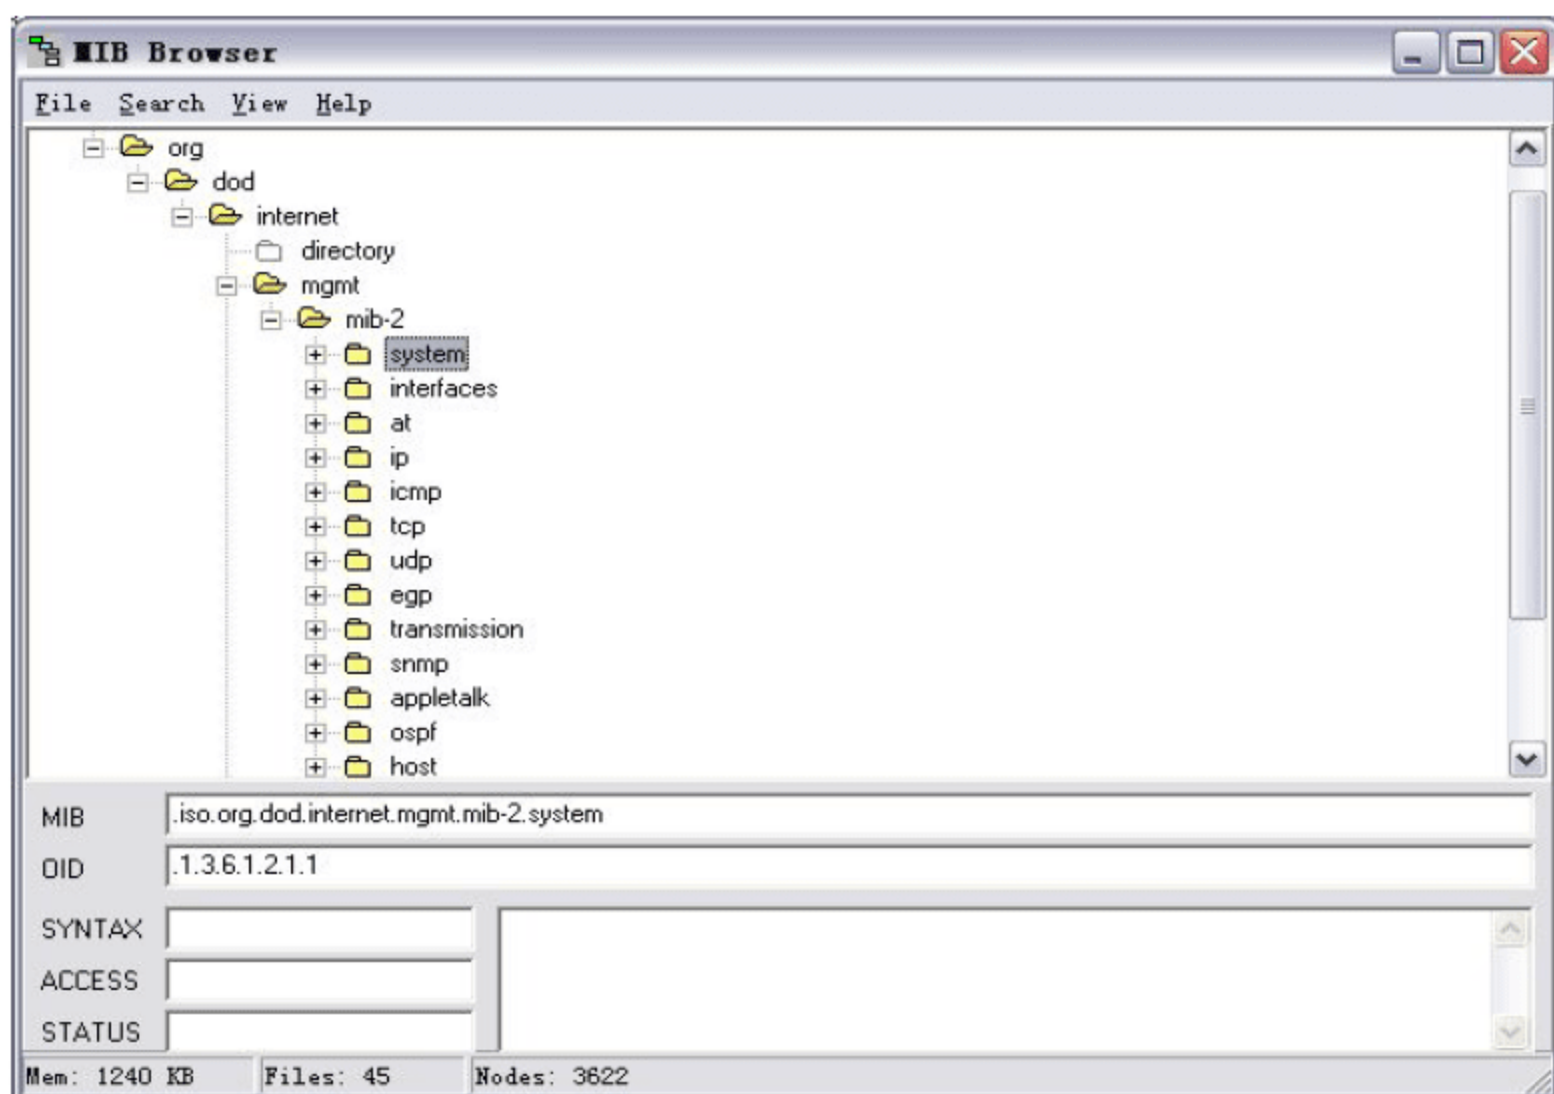 MIB Browser
File Search View Help
org
dod
internet
directory
mgmt
mib-2
system
interfaces
at
ip
icmp
tcp
udp
egp
transmission
snmp
appletalk
ospf
host
MIB .iso.org.dod.internet.mgmt.mib-2.system
OID .1.3.6.1.2.1.1
SYNTAX
ACCESS
STATUS
Mem: 1240 KB Files: 45 Nodes: 3622